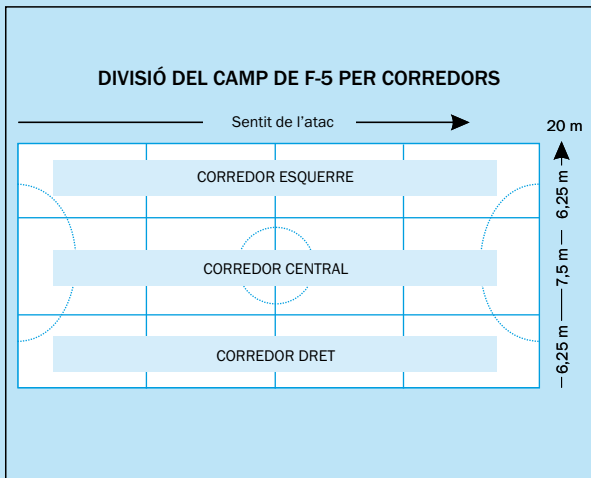 DIVISIÓ DEL CAMP DE F-5 PER CORREDORS
Sentit de l’atac
20 m
CORREDOR ESQUERRE
6,25 m
CORREDOR CENTRAL
7,5 m
CORREDOR DRET
6,25 m